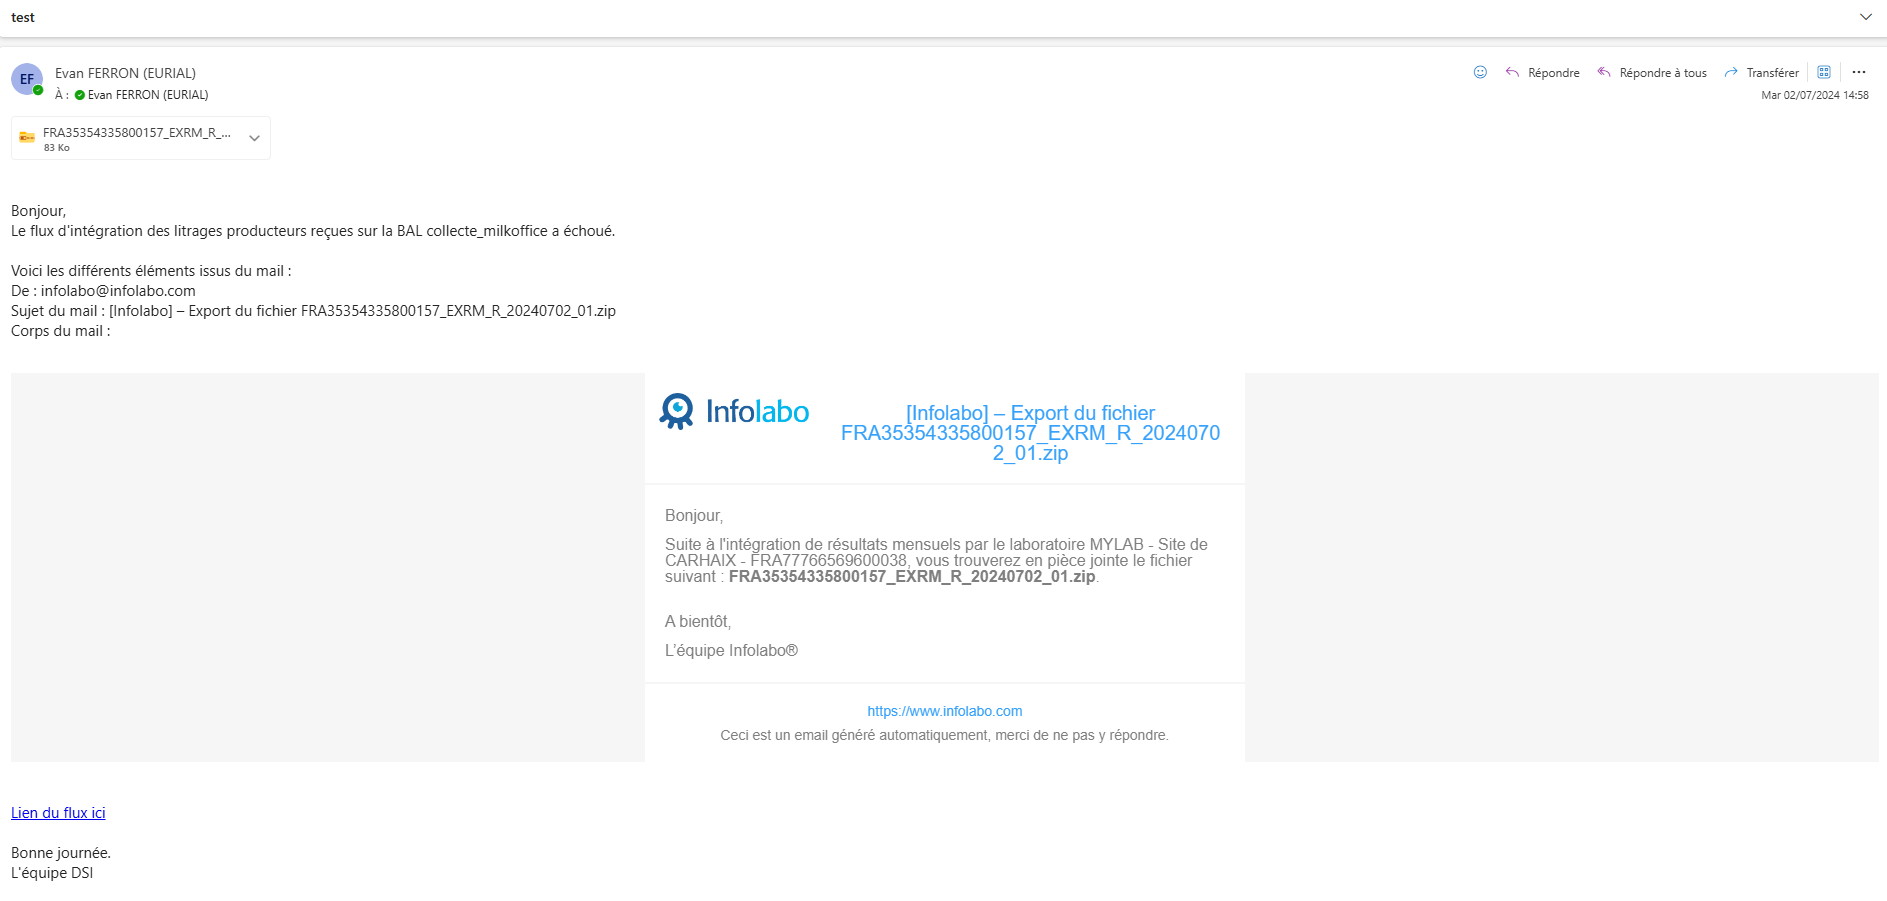 test
EF
Evan FERRON (EURIAL)
Répondre
Répondre à tous
Transférer
À : Evan FERRON (EURIAL)
Mar 02/07/2024 14:58
FRA35354335800157_EXRM_R_...
83 Ko
Bonjour,
Le flux d'intégration des litrages producteurs reçues sur la BAL collecte_milkoffice a échoué.
Voici les différents éléments issus du mail :
De : infolabo@infolabo.com
Sujet du mail : [Infolabo] – Export du fichier FRA35354335800157_EXRM_R_20240702_01.zip
Corps du mail :
Infolabo
[Infolabo] – Export du fichier
FRA35354335800157_EXRM_R_2024070
2_01.zip
Bonjour,
Suite à l'intégration de résultats mensuels par le laboratoire MYLAB - Site de
CARHAIX - FRA77766569600038, vous trouverez en pièce jointe le fichier
suivant : FRA35354335800157_EXRM_R_20240702_01.zip.
A bientôt,
L'équipe Infolabo®
https://www.infolabo.com
Ceci est un email généré automatiquement, merci de ne pas y répondre.
Lien du flux ici
Bonne journée.
L'équipe DSI